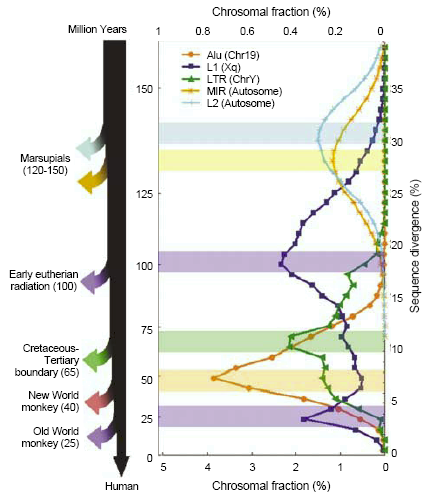 Chrosomal fraction (%)
Million Years
1 0.8 0.6 0.4 0.2 0
Alu (Chr19)
L1 (Xq)
LTR (ChrY)
MIR (Autosome)
L2 (Autosome)
150
125
100
75
50
25
0
35
30
25
20
15
10
5
0
Sequence divergence (%)
Marsupials
(120-150)
Early eutherian
radiation (100)
Cretaceous-
Tertiary
boundary (65)
New World
monkey (40)
Old World
monkey (25)
Human
5 4 3 2 1 0
Chrosomal fraction (%)